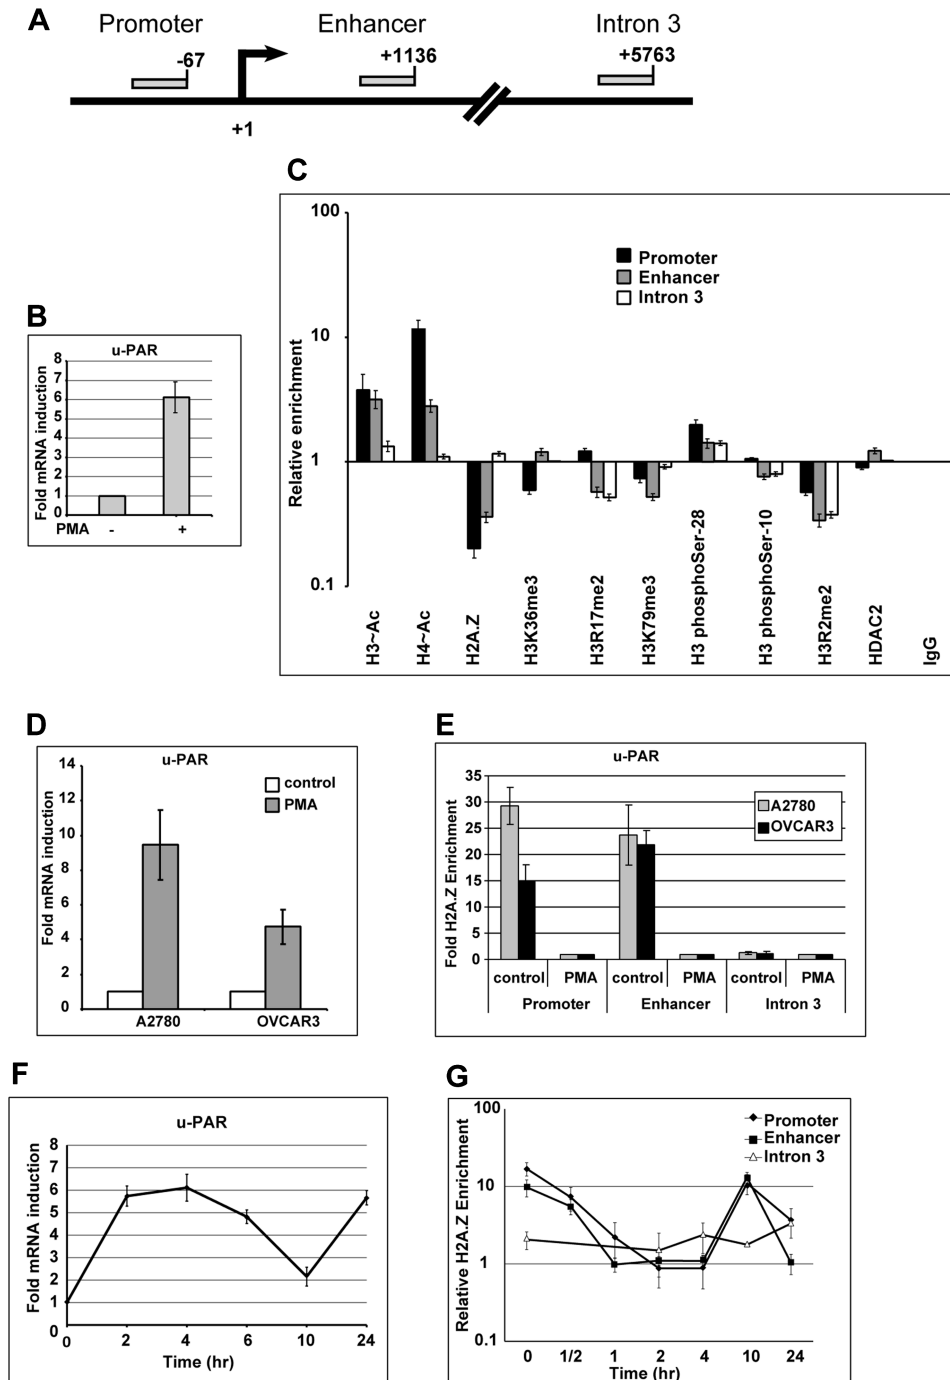 A
Promoter
Enhancer
Intron 3
-67
+1136
+5763
+1
C
100
10
1
0.1
Relative enrichment
Promoter
Enhancer
Intron 3
H3~Ac
H4~Ac
H2A.Z
H3K36me3
H3R17me2
H3K79me3
H3 phosphoSer-28
H3 phosphoSer-10
H3R2me2
HDAC2
IgG
B
u-PAR
8
7
6
5
4
3
2
1
0
Fold mRNA induction
PMA - +
D
u-PAR
14
12
10
8
6
4
2
0
Fold mRNA induction
control
PMA
A2780 OVCAR3
E
u-PAR
35
30
25
20
15
10
5
0
Fold H2A.Z Enrichment
A2780
OVCAR3
control PMA control PMA control PMA
Promoter Enhancer Intron 3
F
u-PAR
8
7
6
5
4
3
2
1
0
Fold mRNA induction
0 2 4 6 10 24
Time (hr)
G
100
10
1
0.1
Relative H2A.Z Enrichment
Promoter
Enhancer
Intron 3
0 1/2 1 2 4 10 24
Time (hr)